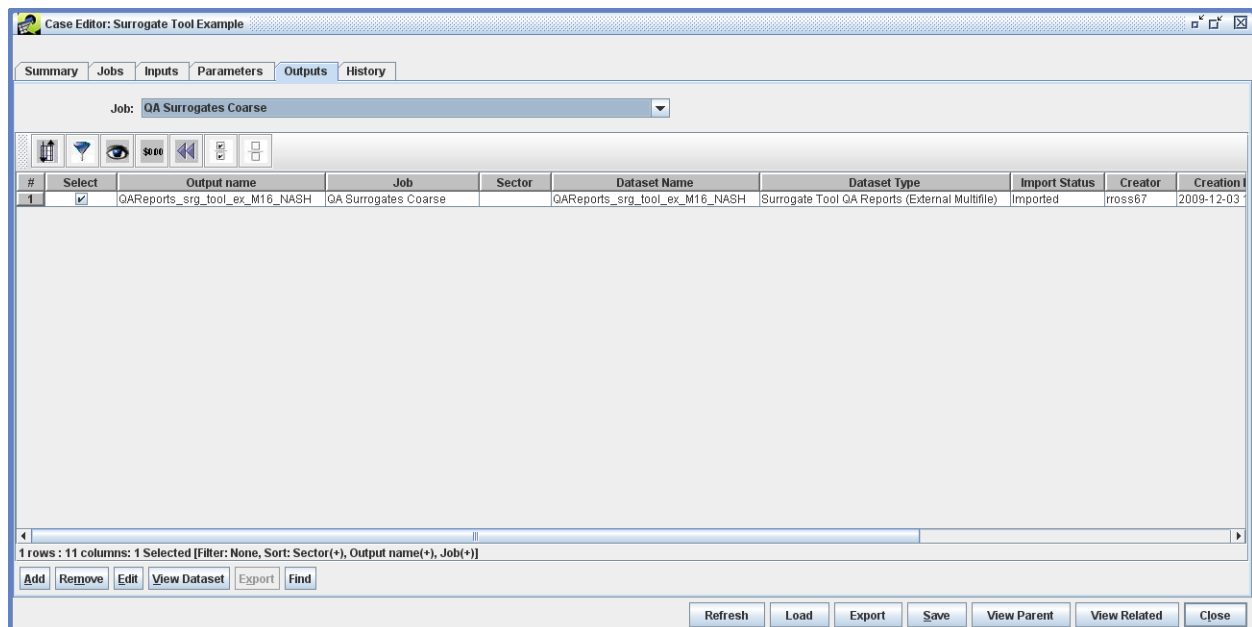 Case Editor: Surrogate Tool Example
Summary Jobs Inputs Parameters Outputs History
Job: QA Surrogates Coarse
$0.00
# Select Output name Job Sector Dataset Name Dataset Type Import Status Creator Creation
1 QAReports_srg_tool_ex_M16_NASH QA Surrogates Coarse QAReports_srg_tool_ex_M16_NASH Surrogate Tool QA Reports (External Multifile) Imported rross67 2009-12-03
1 rows : 11 columns: 1 Selected [Filter: None, Sort: Sector(+), Output name(+), Job(+)]
Add Remove Edit View Dataset Export Find
Refresh Load Export Save View Parent View Related Close